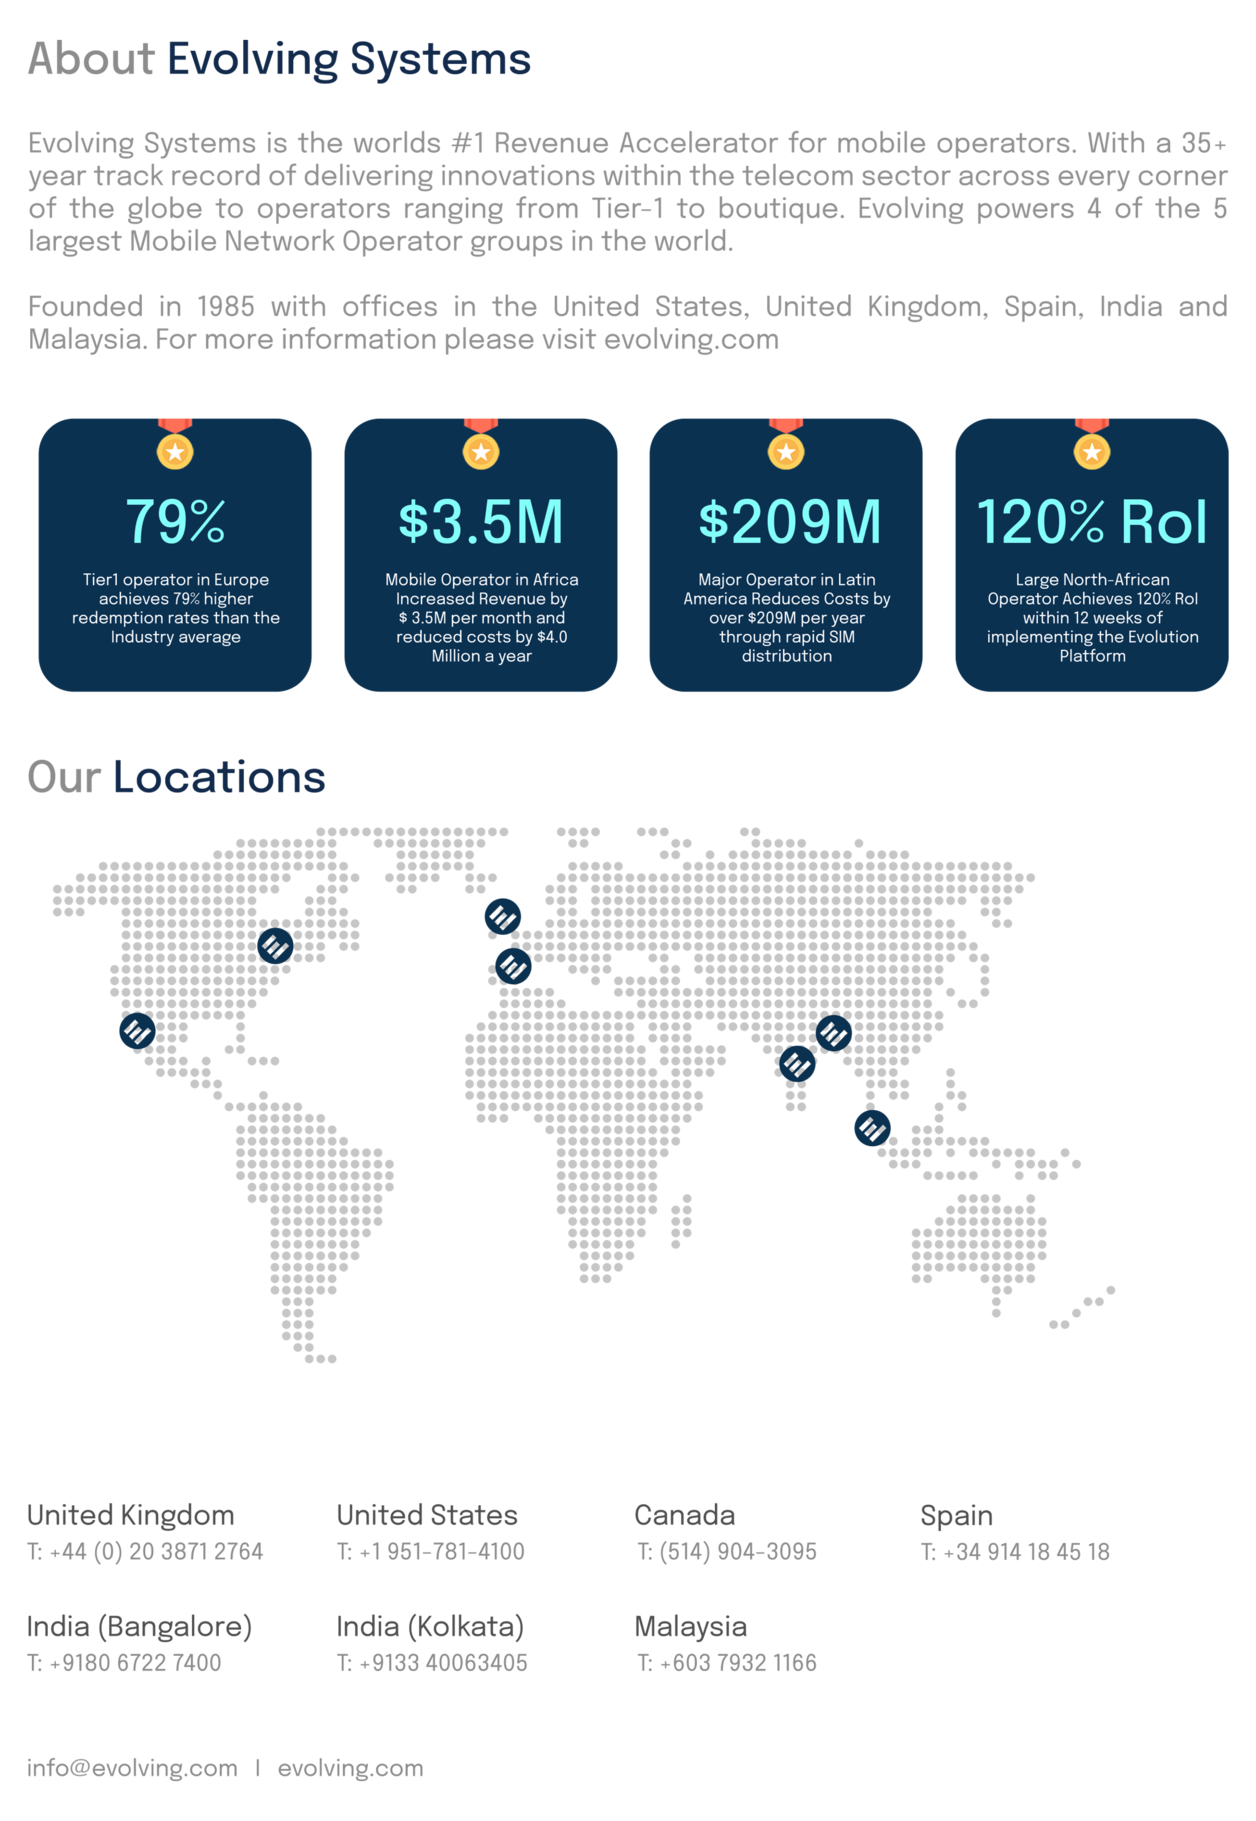 About Evolving Systems
Evolving Systems is the worlds #1 Revenue Accelerator for mobile operators. With a 35+
year track record of delivering innovations within the telecom sector across every corner
of the globe to operators ranging from Tier-1 to boutique. Evolving powers 4 of the 5
largest Mobile Network Operator groups in the world.
Founded in 1985 with offices in the United States, United Kingdom, Spain, India and
Malaysia. For more information please visit evolving.com
79%
Tier1 operator in Europe
achieves 79% higher
redemption rates than the
Industry average
$3.5M
Mobile Operator in Africa
Increased Revenue by
$ 3.5M per month and
reduced costs by $4.0
Million a year
$209M
Major Operator in Latin
America Reduces Costs by
over $209M per year
through rapid SIM
distribution
120% RoI
Large North-African
Operator Achieves 120% RoI
within 12 weeks of
implementing the Evolution
Platform
Our Locations
United Kingdom
T: +44 (0) 20 3871 2764
United States
T: +1 951-781-4100
Canada
T: (514) 904-3095
Spain
T: +34 914 18 45 18
India (Bangalore)
T: +9180 6722 7400
India (Kolkata)
T: +9133 40063405
Malaysia
T: +603 7932 1166
info@evolving.com | evolving.com